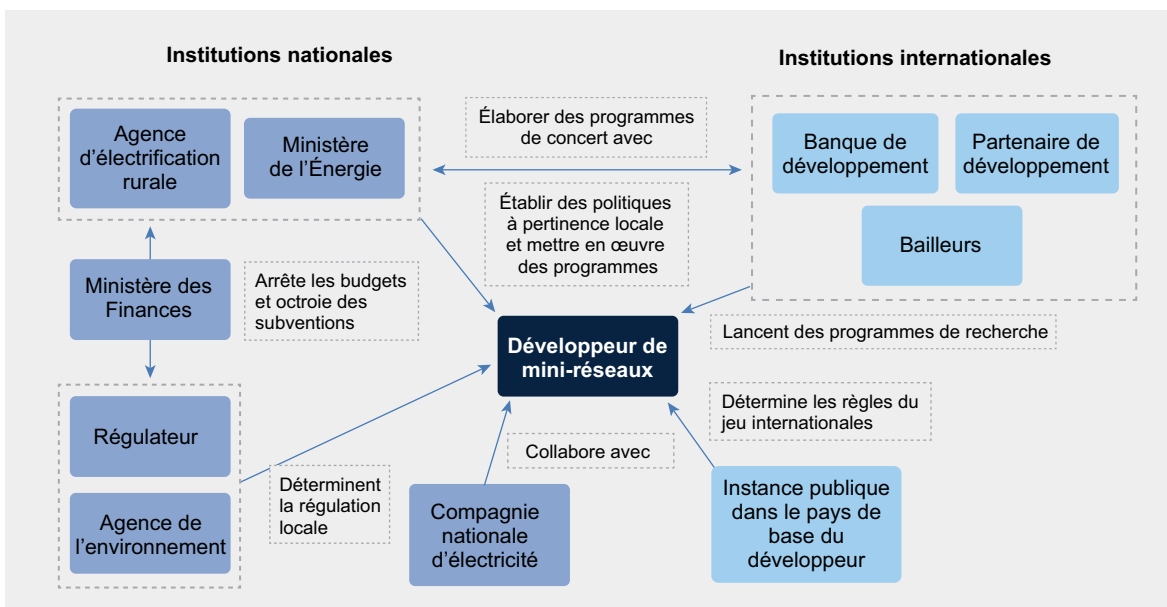 Institutions nationales
Institutions internationales
Agence
d’électrification
rurale
Ministère
de l’Énergie
Élaborer des programmes
de concert avec
Banque de
développement
Partenaire de
développement
Établir des politiques
à pertinence locale
et mettre en œuvre
des programmes
Bailleurs
Ministère des
Finances
Arrête les budgets
et octroie des
subventions
Lancent des programmes de recherche
Développeur de
mini-réseaux
Détermine les règles du
jeu internationales
Régulateur
Collabore avec
Déterminent
la régulation
locale
Agence de
l’environnement
Compagnie
nationale
d’électricité
Instance publique
dans le pays de
base du
développeur